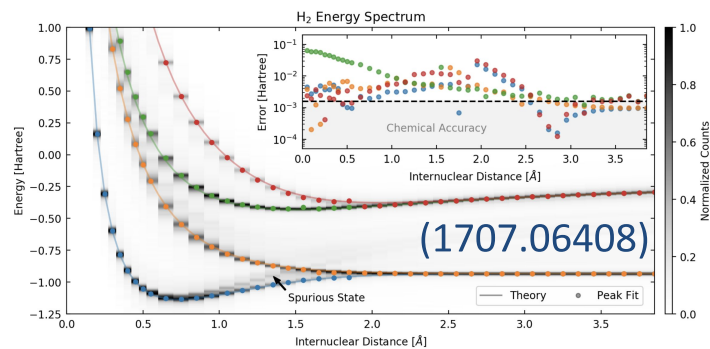 H₂ Energy Spectrum
Energy [Hartree]
1.00
0.75
0.50
0.25
0.00
−0.25
−0.50
−0.75
−1.00
−1.25
0.0 0.5 1.0 1.5 2.0 2.5 3.0 3.5
Internuclear Distance [Å]
Error [Hartree]
10⁻¹
10⁻²
10⁻³
10⁻⁴
Chemical Accuracy
0.0 0.5 1.0 1.5 2.0 2.5 3.0 3.5
Internuclear Distance [Å]
(1707.06408)
Spurious State
Theory Peak Fit
1.0
0.8
0.6
0.4
0.2
0.0
Normalized Counts